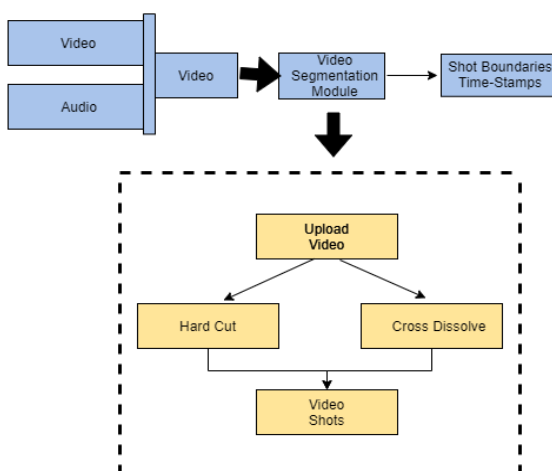 Video
Audio
Video
Video
Segmentation
Module
Shot Boundaries
Time-Stamps
Upload
Video
Hard Cut
Cross Dissolve
Video
Shots